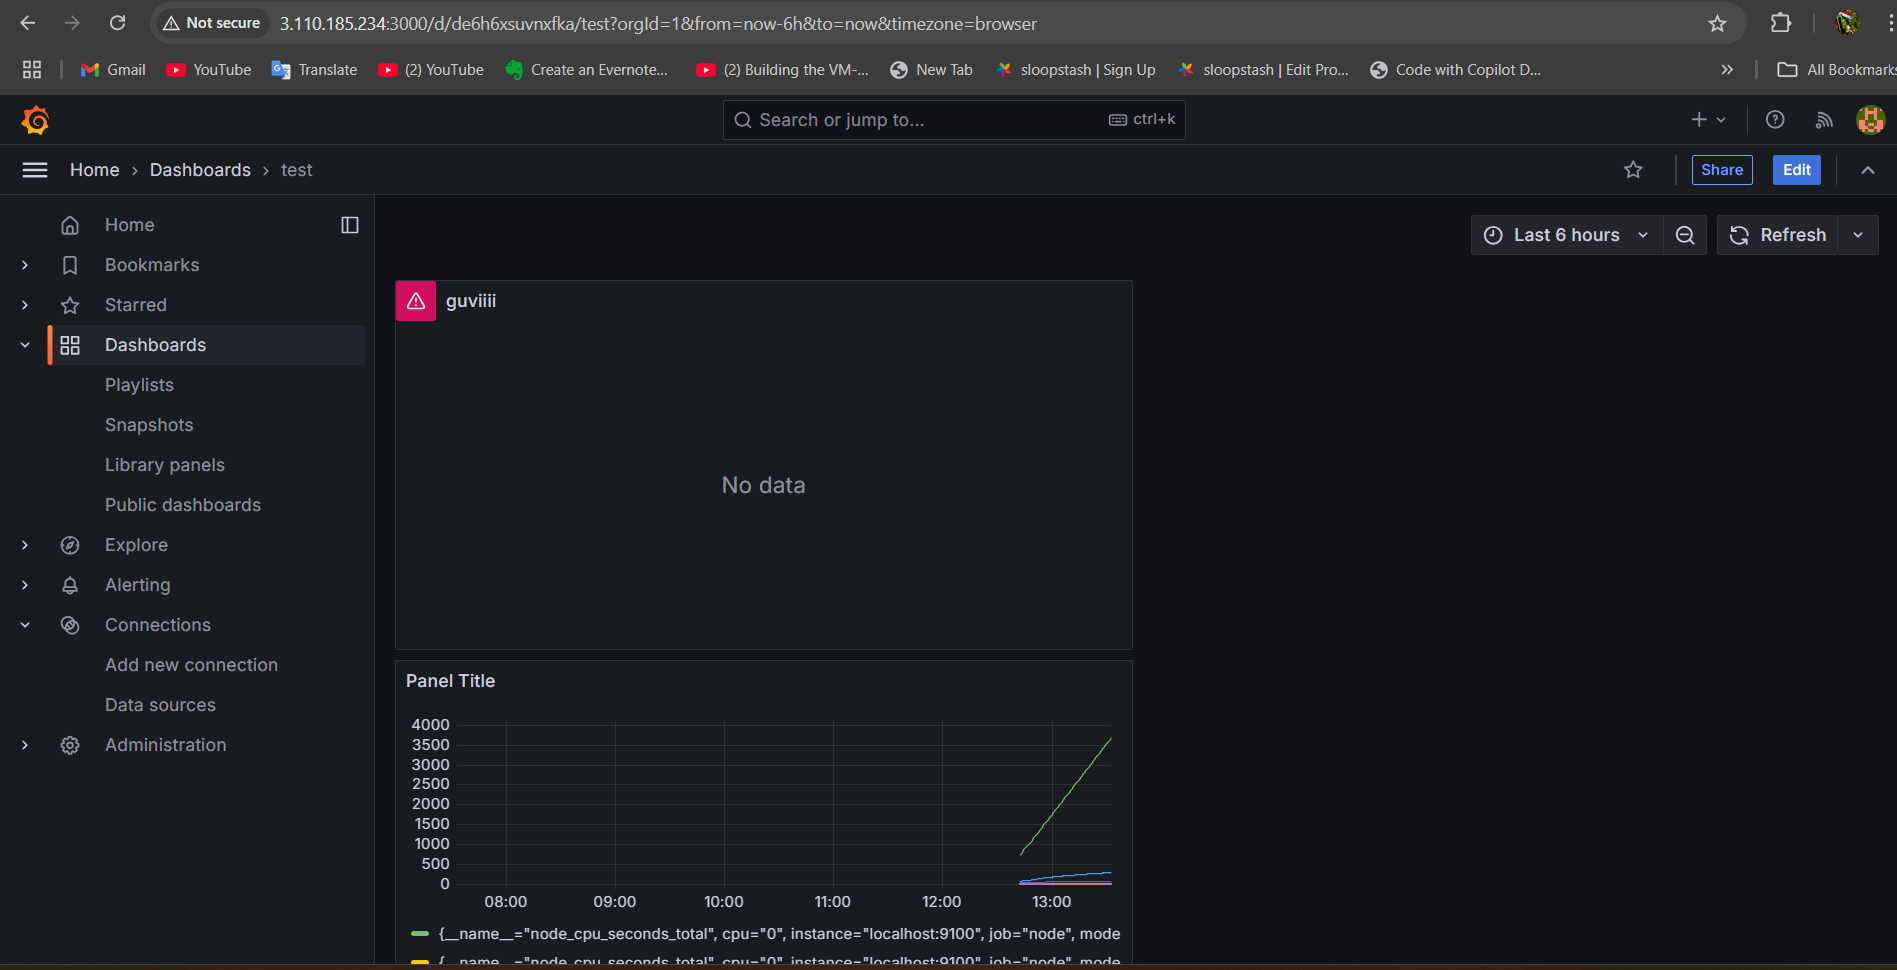 Not secure 3.110.185.234:3000/d/de6h6xsuvnxfka/test?orgId=1&from=now-6h&to=now&timezone=browser
Gmail YouTube Translate (2) YouTube Create an Evernote... (2) Building the VM-... New Tab sloopstash | Sign Up sloopstash | Edit Pro... Code with Copilot D... » All Bookmarks
Search or jump to... ctrl+k
Home › Dashboards › test Share Edit
Home
Bookmarks
Starred
Dashboards
Playlists
Snapshots
Library panels
Public dashboards
Explore
Alerting
Connections
Add new connection
Data sources
Administration
Last 6 hours Refresh
guviiii
No data
Panel Title
4000
3500
3000
2500
2000
1500
1000
500
0
08:00 09:00 10:00 11:00 12:00 13:00
{__name__="node_cpu_seconds_total", cpu="0", instance="localhost:9100", job="node", mode
{__name__="node_cpu_seconds_total", cpu="0", instance="localhost:9100", job="node", mode